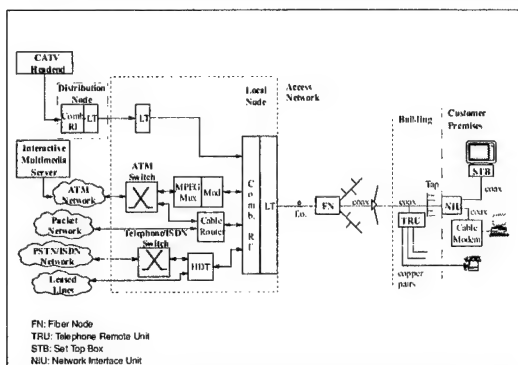 CATV
Headend
Distribution
Node
Comb.
RF
LT
LT
Local
Node
Access
Network
Building
Customer
Premises
Interactive
Multimedia
Server
ATM
Network
ATM
Switch
MPEG
Mux
Mod
Comb. RF
LT
f.o.
FN
coax
coax
Tap
NIU
STB
coax
coax
Cable
Modem
TRU
copper
pairs
Packet
Network
Cable
Router
Telephone/ISDN
Switch
PSTN/ISDN
Network
HDT
Leased
Lines
FN: Fiber Node
TRU: Telephone Remote Unit
STB: Set Top Box
NIU: Network Interface Unit